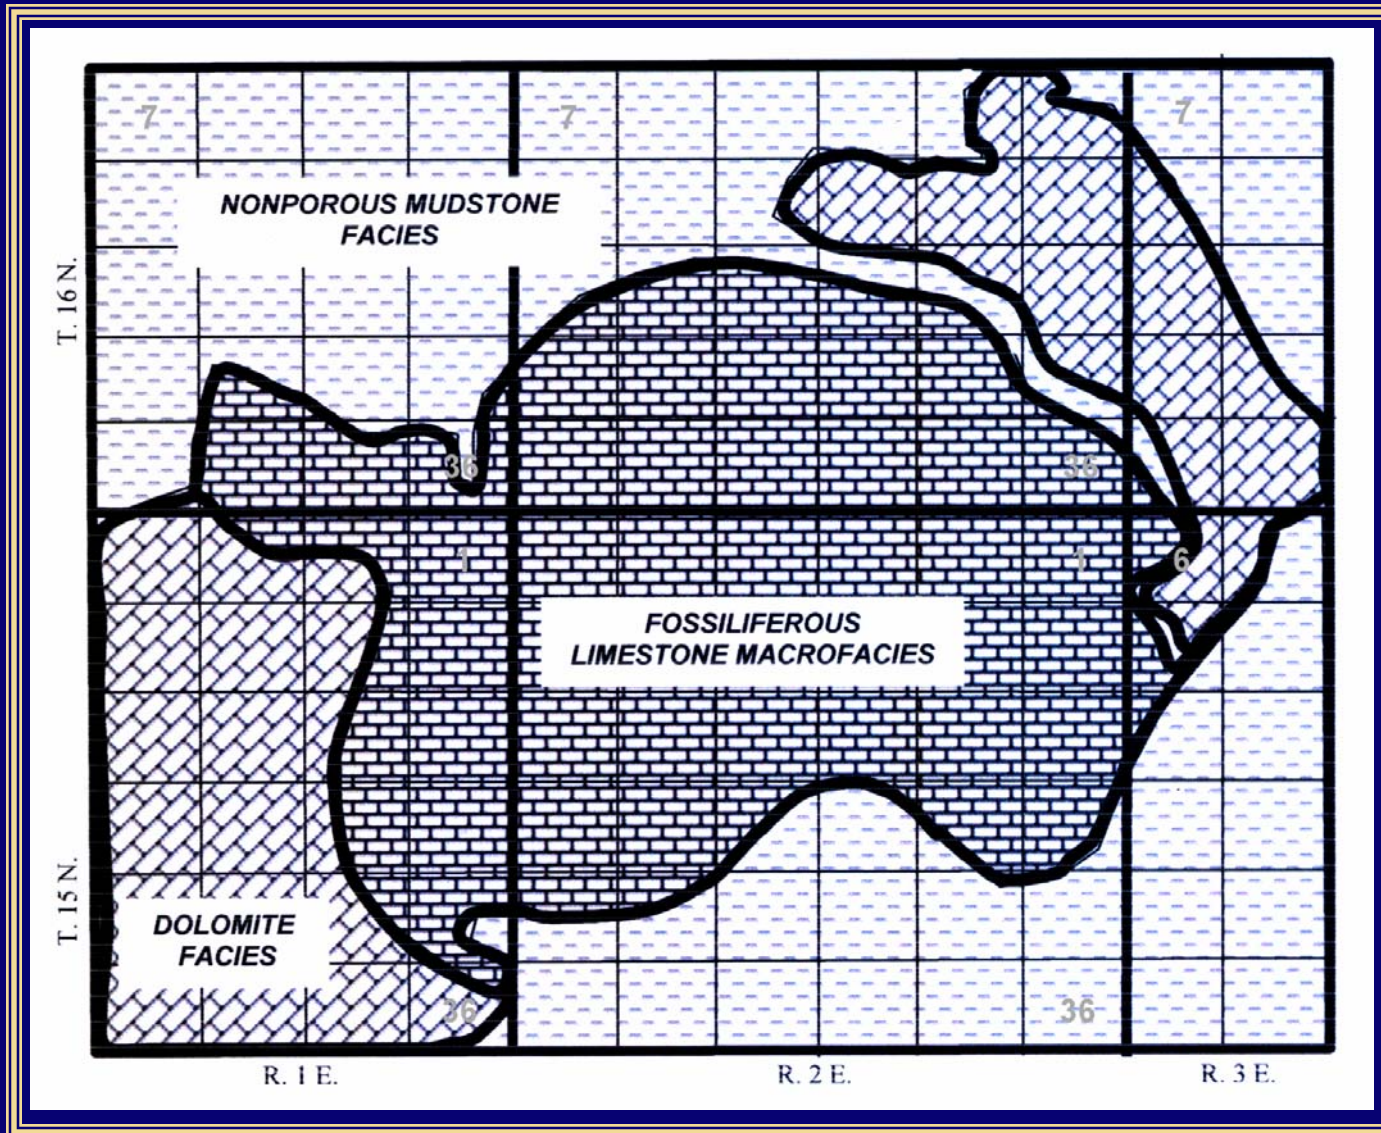 7
7
7
NONPOROUS MUDSTONE
FACIES
T. 16 N.
36
36
1
1
6
FOSSILIFEROUS
LIMESTONE MACROFACIES
T. 15 N.
DOLOMITE
FACIES
36
36
R. 1 E.
R. 2 E.
R. 3 E.